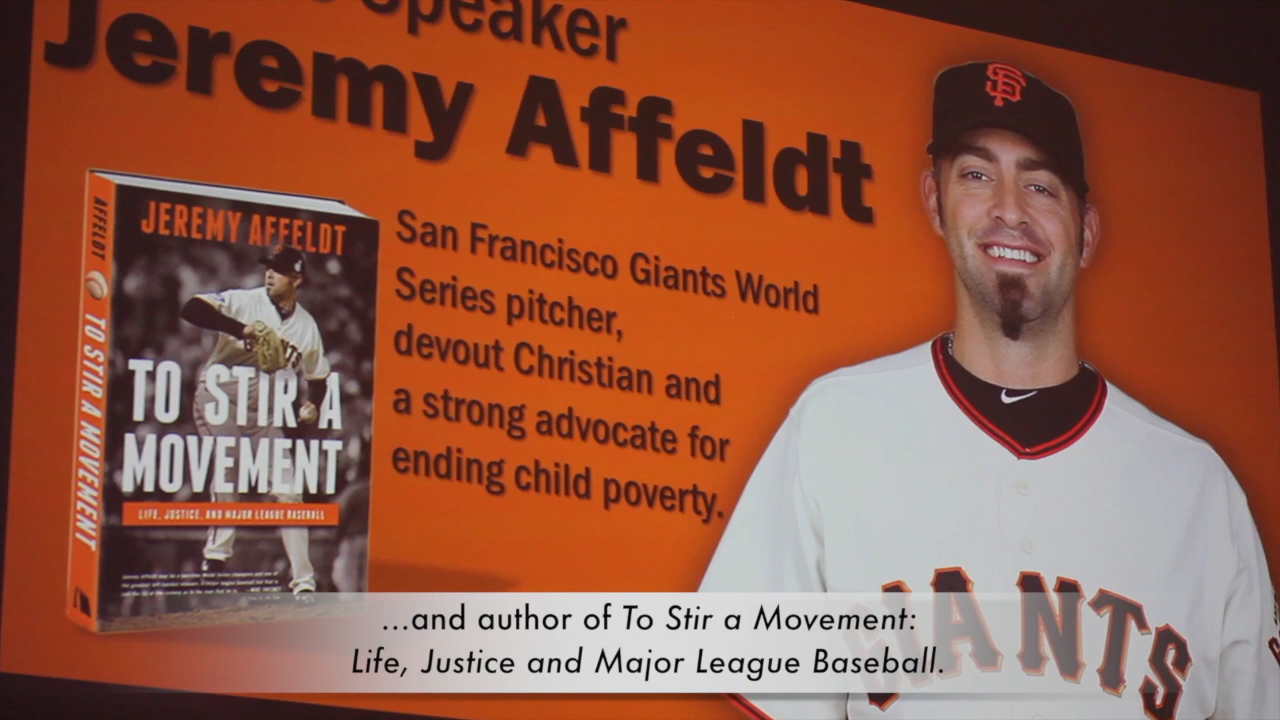 Speaker
Jeremy Affeldt
San Francisco Giants World
Series pitcher,
devout Christian and
a strong advocate for
ending child poverty.
AFFELDT
TO STIR A MOVEMENT
JEREMY AFFELDT
GIANTS
TO STIR A
MOVEMENT
LIFE, JUSTICE, AND MAJOR LEAGUE BASEBALL
SF
GIANTS
...and author of To Stir a Movement:
Life, Justice and Major League Baseball.